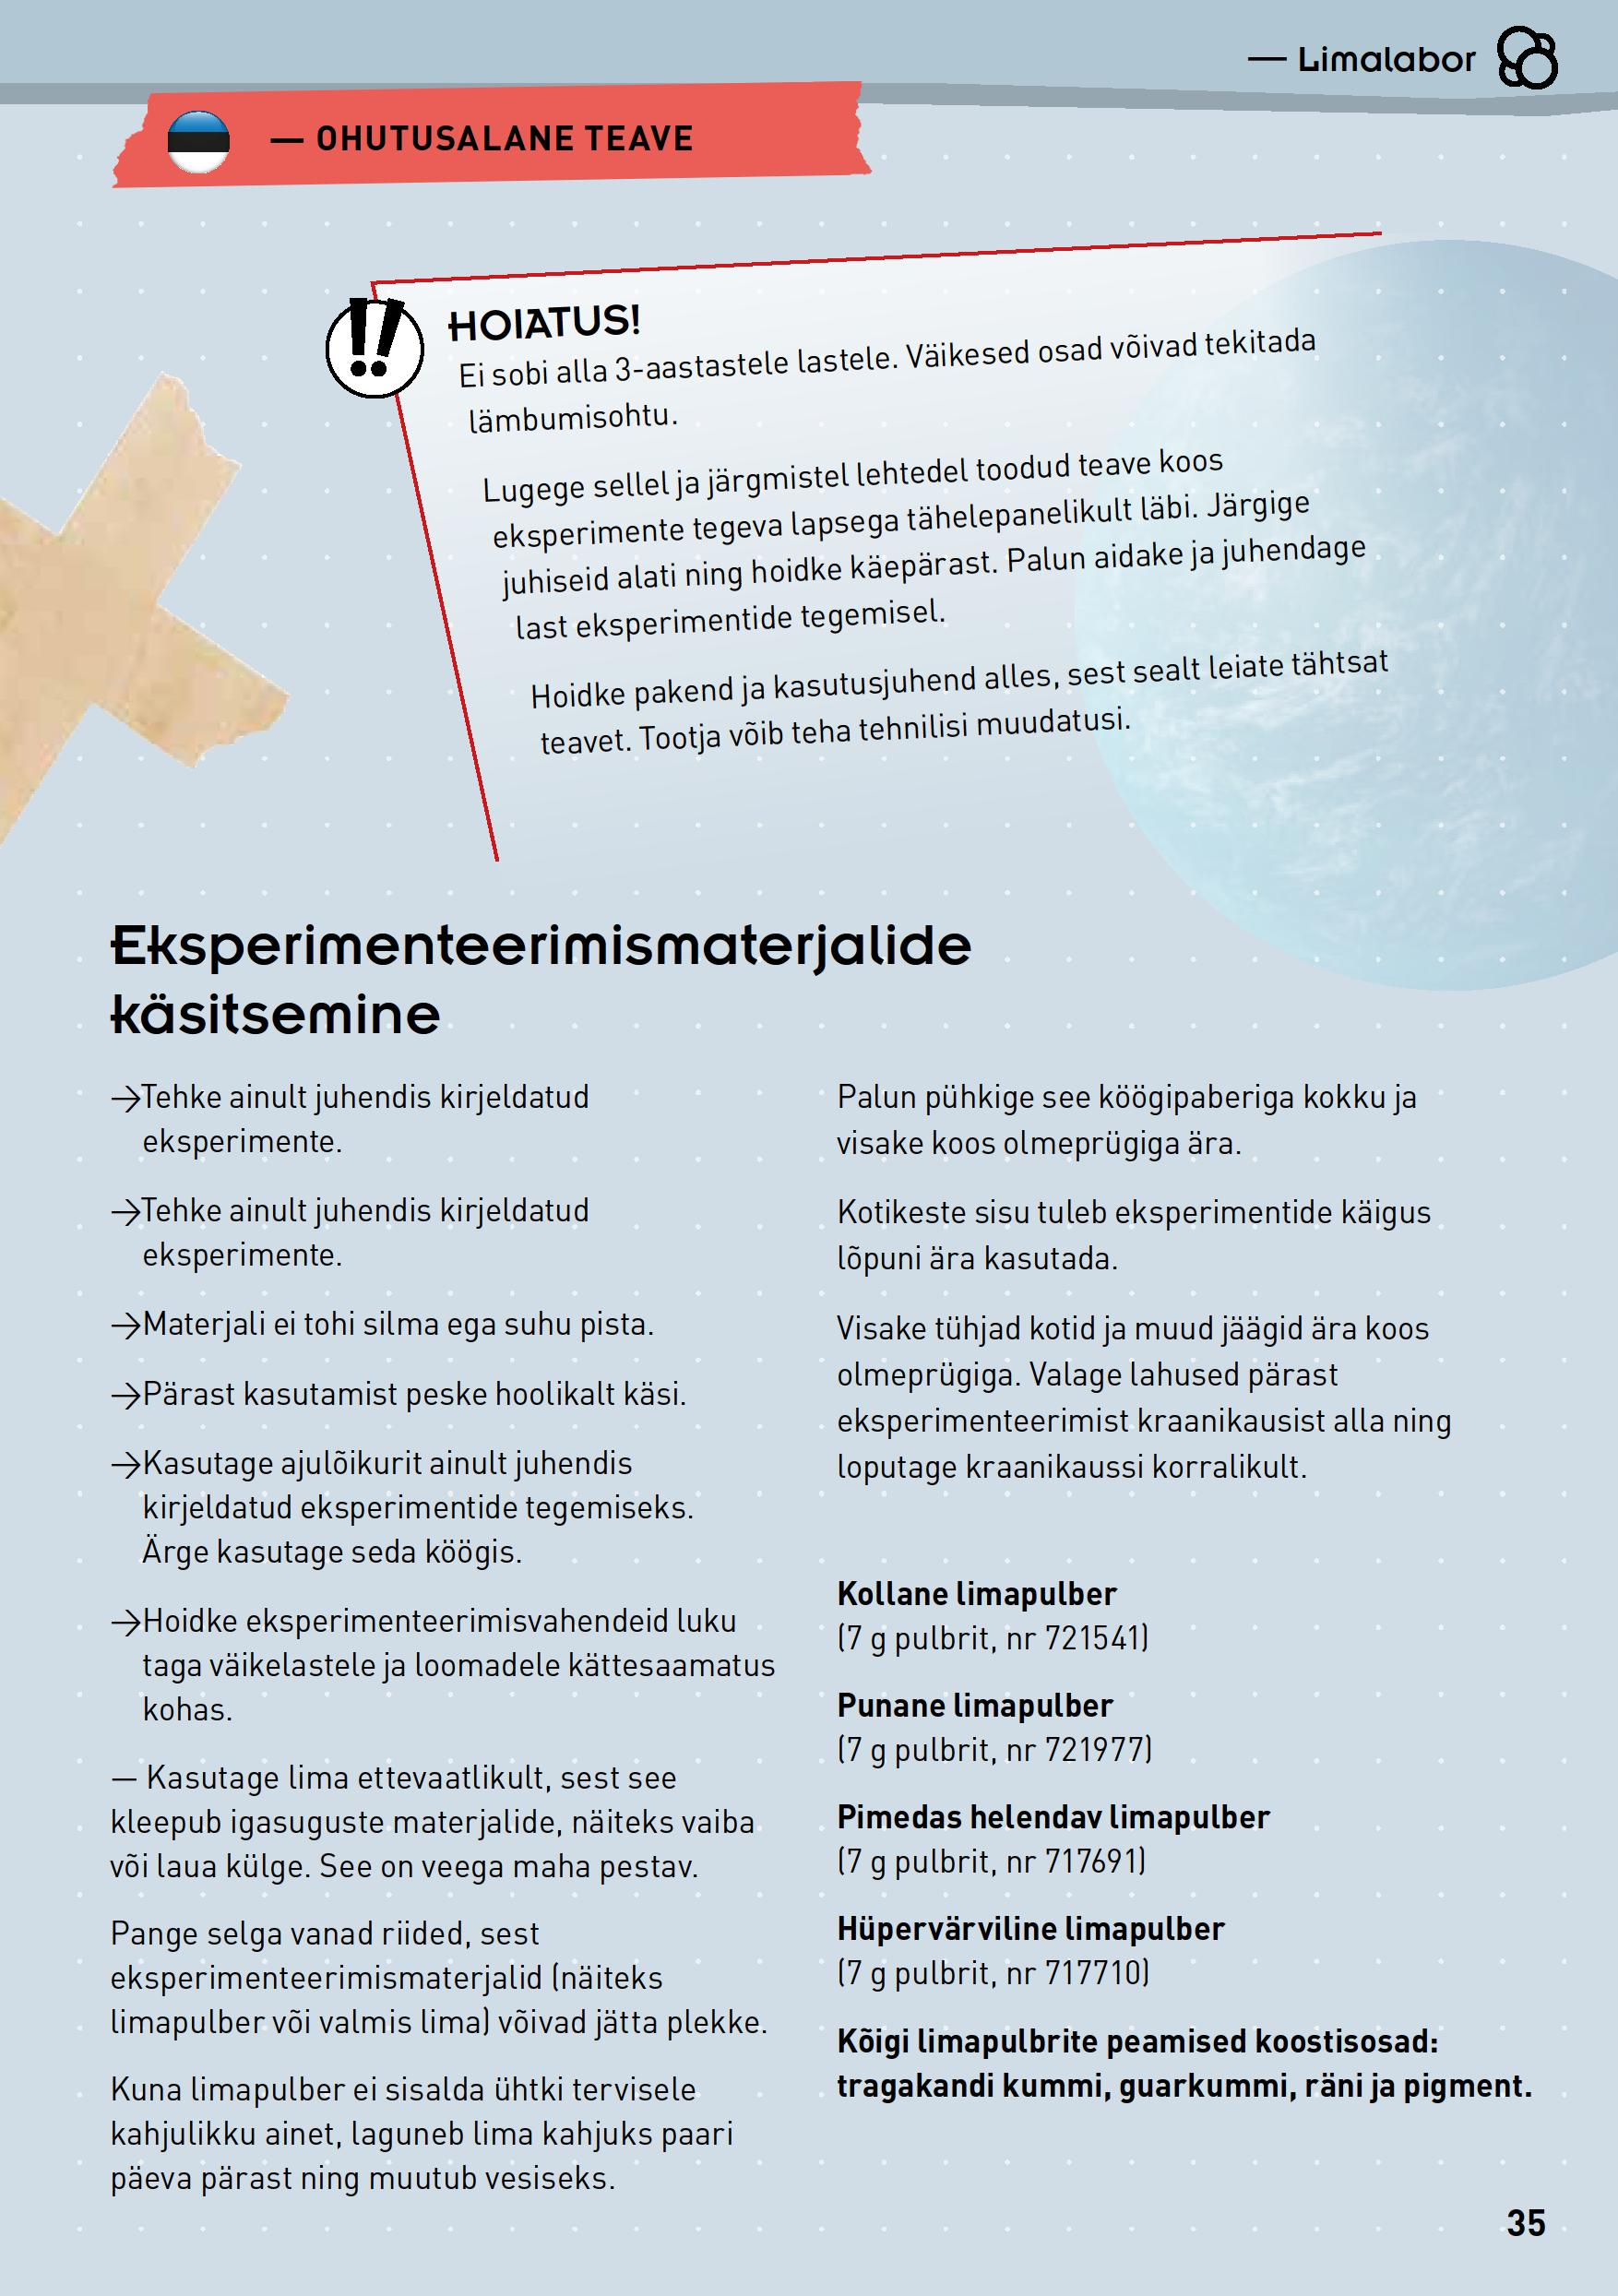 — Limalabor
— OHUTUSALANE TEAVE
HOIATUS!
Ei sobi alla 3-aastastele lastele. Väikesed osad võivad tekitada
lämbumisohtu.
Lugege sellel ja järgmistel lehtedel toodud teave koos
eksperimente tegeva lapsega tähelepanelikult läbi. Järgige
juhiseid alati ning hoidke käepärast. Palun aidake ja juhendage
last eksperimentide tegemisel.
Hoidke pakend ja kasutusjuhend alles, sest sealt leiate tähtsat
teavet. Tootja võib teha tehnilisi muudatusi.
Eksperimenteerimismaterjalide
käsitsemine
→Tehke ainult juhendis kirjeldatud
eksperimente.
→Tehke ainult juhendis kirjeldatud
eksperimente.
→Materjali ei tohi silma ega suhu pista.
→Pärast kasutamist peske hoolikalt käsi.
→Kasutage ajulõikurit ainult juhendis
kirjeldatud eksperimentide tegemiseks.
Ärge kasutage seda köögis.
→Hoidke eksperimenteerimisvahendeid luku
taga väikelastele ja loomadele kättesaamatus
kohas.
— Kasutage lima ettevaatlikult, sest see
kleepub igasuguste materjalide, näiteks vaiba
või laua külge. See on veega maha pestav.
Pange selga vanad riided, sest
eksperimenteerimismaterjalid (näiteks
limapulber või valmis lima) võivad jätta plekke.
Kuna limapulber ei sisalda ühtki tervisele
kahjulikku ainet, laguneb lima kahjuks paari
päeva pärast ning muutub vesiseks.
Palun pühkige see köögipaberiga kokku ja
visake koos olmeprügiga ära.
Kotikeste sisu tuleb eksperimentide käigus
lõpuni ära kasutada.
Visake tühjad kotid ja muud jäägid ära koos
olmeprügiga. Valage lahused pärast
eksperimenteerimist kraanikausist alla ning
loputage kraanikaussi korralikult.
Kollane limapulber
(7 g pulbrit, nr 721541)
Punane limapulber
(7 g pulbrit, nr 721977)
Pimedas helendav limapulber
(7 g pulbrit, nr 717691)
Hüpervärviline limapulber
(7 g pulbrit, nr 717710)
Kõigi limapulbrite peamised koostisosad:
tragakandi kummi, guarkummi, räni ja pigment.
35